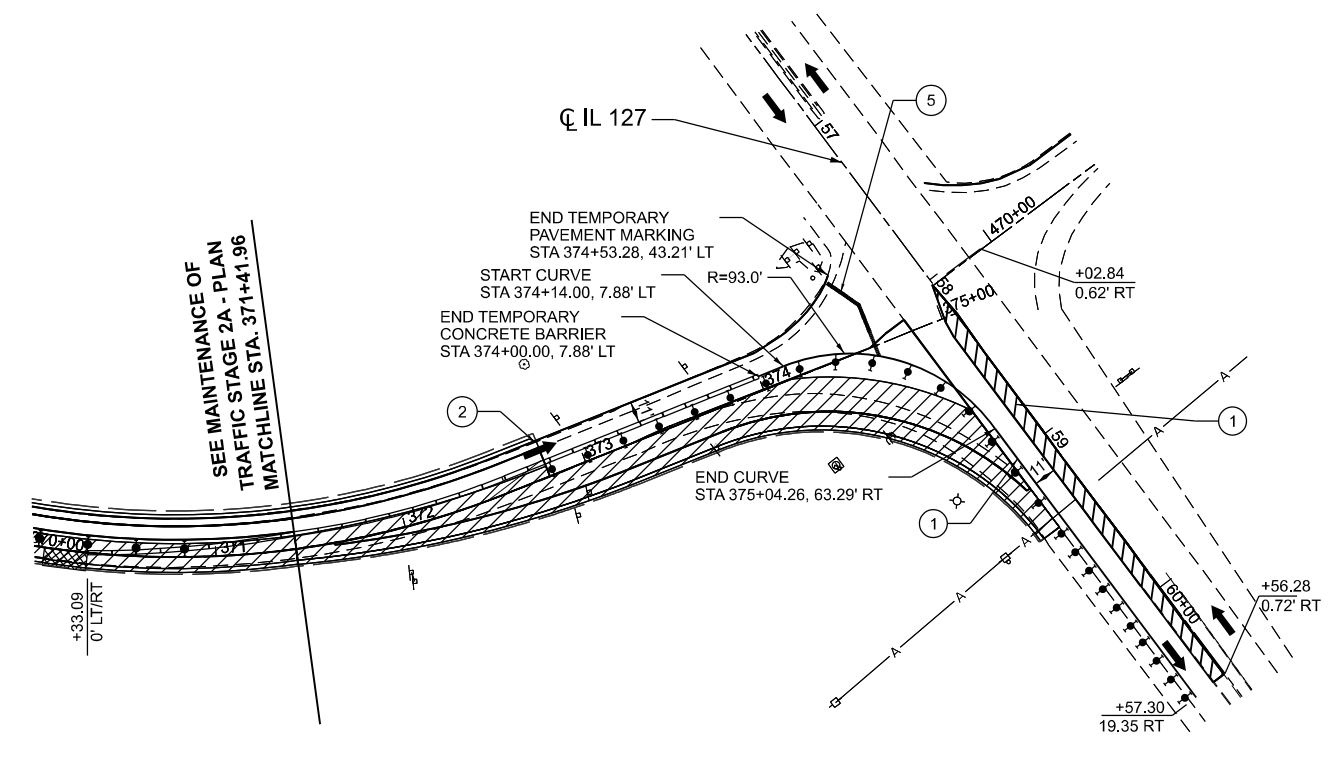 5
℄ IL 127
57
END TEMPORARY
PAVEMENT MARKING
STA 374+53.28, 43.21' LT
470+00
START CURVE
STA 374+14.00, 7.88' LT
R=93.0'
+02.84
0.62' RT
58
375+00
END TEMPORARY
CONCRETE BARRIER
STA 374+00.00, 7.88' LT
SEE MAINTENANCE OF
TRAFFIC STAGE 2A - PLAN
MATCHLINE STA. 371+41.96
374
A
2
1
A
373
59
END CURVE
STA 375+04.26, 63.29' RT
11'
372
1
70+00
371
A
+33.09
0' LT/RT
A
60+00
+56.28
0.72' RT
A
+57.30
19.35 RT